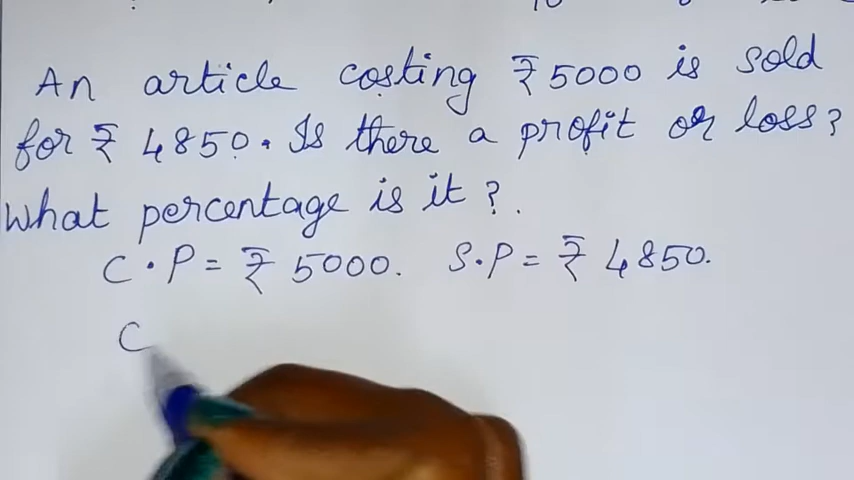 An article costing ₹5000 is sold
for ₹ 4850. Is there a profit or loss?
What percentage is it?
C.P = ₹ 5000. S.P = ₹ 4850.
C